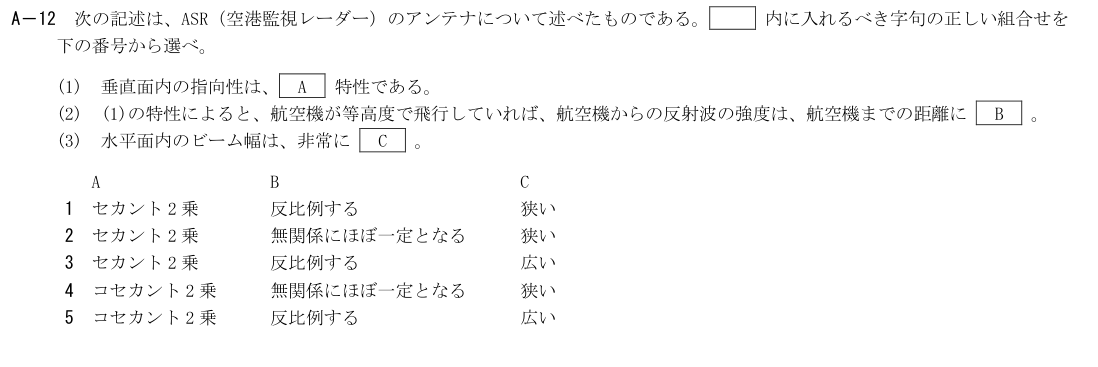 A－12 次の記述は、ASR（空港監視レーダー）のアンテナについて述べたものである。 内に入れるべき字句の正しい組合せを
下の番号から選べ。
(1) 垂直面内の指向性は、 A 特性である。
(2) (1)の特性によると、航空機が等高度で飛行していれば、航空機からの反射波の強度は、航空機までの距離に B 。
(3) 水平面内のビーム幅は、非常に C 。
A B C
1 セカント２乗 反比例する 狭い
2 セカント２乗 無関係にほぼ一定となる 狭い
3 セカント２乗 反比例する 広い
4 コセカント２乗 無関係にほぼ一定となる 狭い
5 コセカント２乗 反比例する 広い